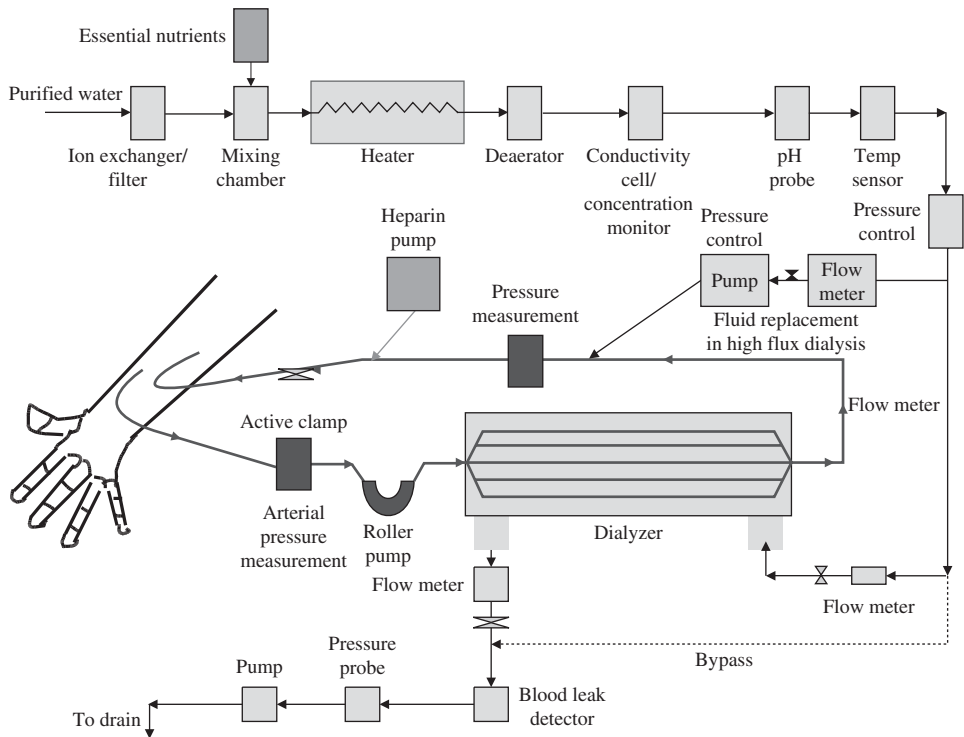 Essential nutrients
Purified water
Ion exchanger/
filter
Mixing
chamber
Heater
Deaerator
Conductivity
cell/
concentration
monitor
pH
probe
Temp
sensor
Pressure
control
Heparin
pump
Pressure
measurement
Pressure
control
Pump
Flow
meter
Fluid replacement
in high flux dialysis
Flow meter
Active clamp
Arterial
pressure
measurement
Roller
pump
Dialyzer
Flow meter
Flow meter
Bypass
Blood leak
detector
Pressure
probe
Pump
To drain